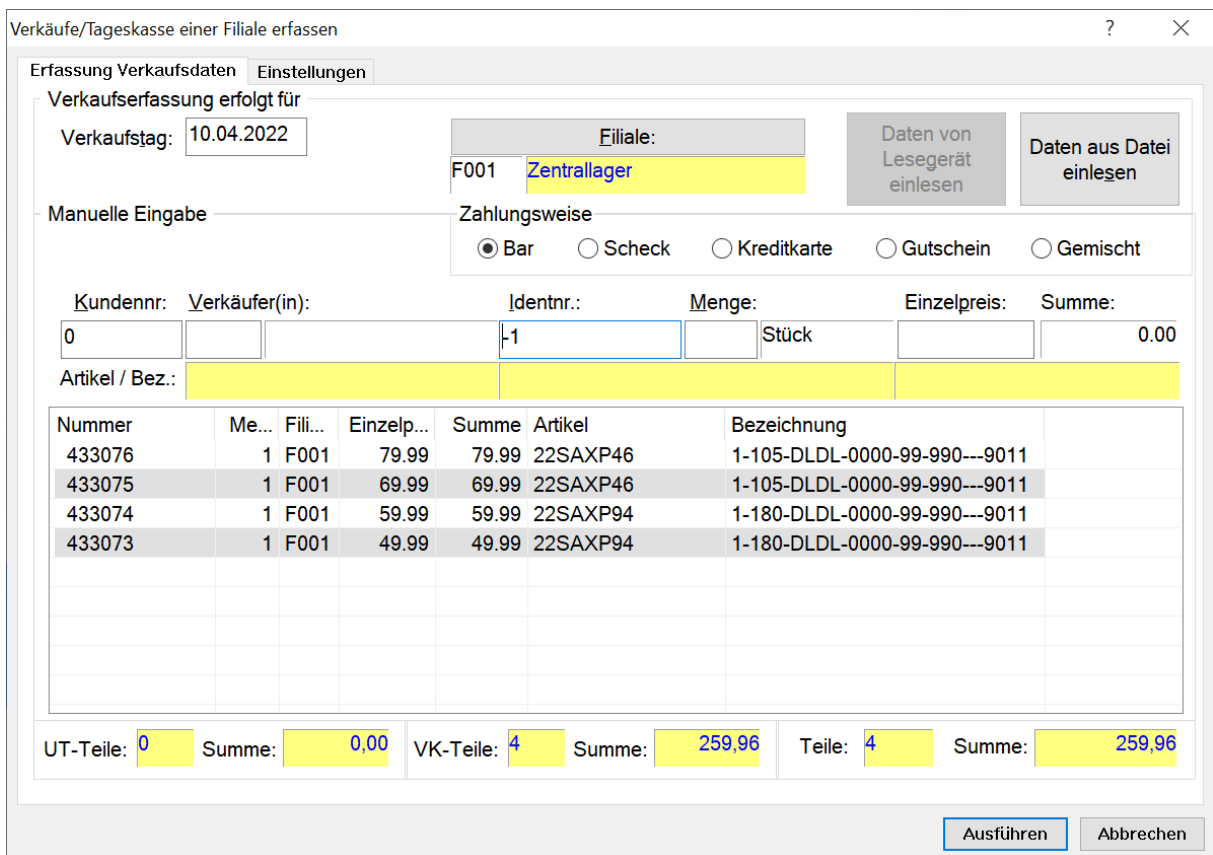 Verkäufe/Tageskasse einer Filiale erfassen ?
Erfassung Verkaufsdaten Einstellungen
Verkaufserfassung erfolgt für
Verkaufstag: 10.04.2022
Filiale:
F001 Zentrallager
Daten von
Lesegerät
einlesen
Daten aus Datei
einlesen
Manuelle Eingabe
Zahlungsweise
Bar Scheck Kreditkarte Gutschein Gemischt
Kundennr: Verkäufer(in): Identnr.: Menge: Einzelpreis: Summe:
0 -1 Stück 0.00
Artikel / Bez.:
Nummer Me... Fili... Einzelp... Summe Artikel Bezeichnung
433076 1 F001 79.99 79.99 22SAXP46 1-105-DLDL-0000-99-990---9011
433075 1 F001 69.99 69.99 22SAXP46 1-105-DLDL-0000-99-990---9011
433074 1 F001 59.99 59.99 22SAXP94 1-180-DLDL-0000-99-990---9011
433073 1 F001 49.99 49.99 22SAXP94 1-180-DLDL-0000-99-990---9011
UT-Teile: 0 Summe: 0,00 VK-Teile: 4 Summe: 259,96 Teile: 4 Summe: 259,96
Ausführen Abbrechen